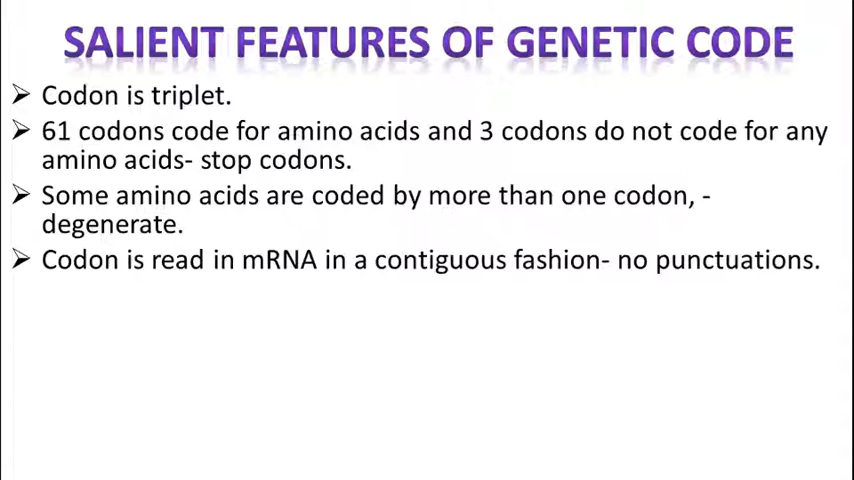 SALIENT FEATURES OF GENETIC CODE
➢ Codon is triplet.
➢ 61 codons code for amino acids and 3 codons do not code for any
amino acids- stop codons.
➢ Some amino acids are coded by more than one codon, -
degenerate.
➢ Codon is read in mRNA in a contiguous fashion- no punctuations.